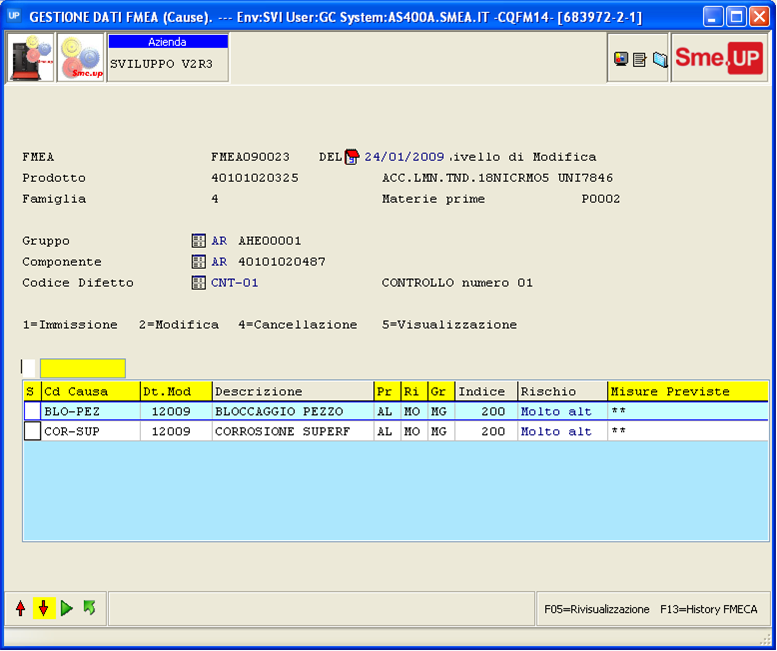 UP GESTIONE DATI FMEA (Cause). --- Env:SVI User:GC System:AS400A.SMEA.IT -CQFM14- [683972-2-1]
Sme.up
Azienda
SVILUPPO V2R3
Sme.UP
FMEA FMEA090023 DEL 24/01/2009 ivello di Modifica
Prodotto 40101020325 ACC.LMN.TND.18NICRMO5 UNI7846
Famiglia 4 Materie prime P0002
Gruppo AR AHE00001
Componente AR 40101020487
Codice Difetto CNT-01 CONTROLLO numero 01
1=Immissione 2=Modifica 4=Cancellazione 5=Visualizzazione
S Cd Causa Dt.Mod Descrizione Pr Ri Gr Indice Rischio Misure Previste
BLO-PEZ 12009 BLOCCAGGIO PEZZO AL MO MG 200 Molto alt **
COR-SUP 12009 CORROSIONE SUPERF AL MO MG 200 Molto alt **
F05=Rivisualizzazione F13=History FMECA